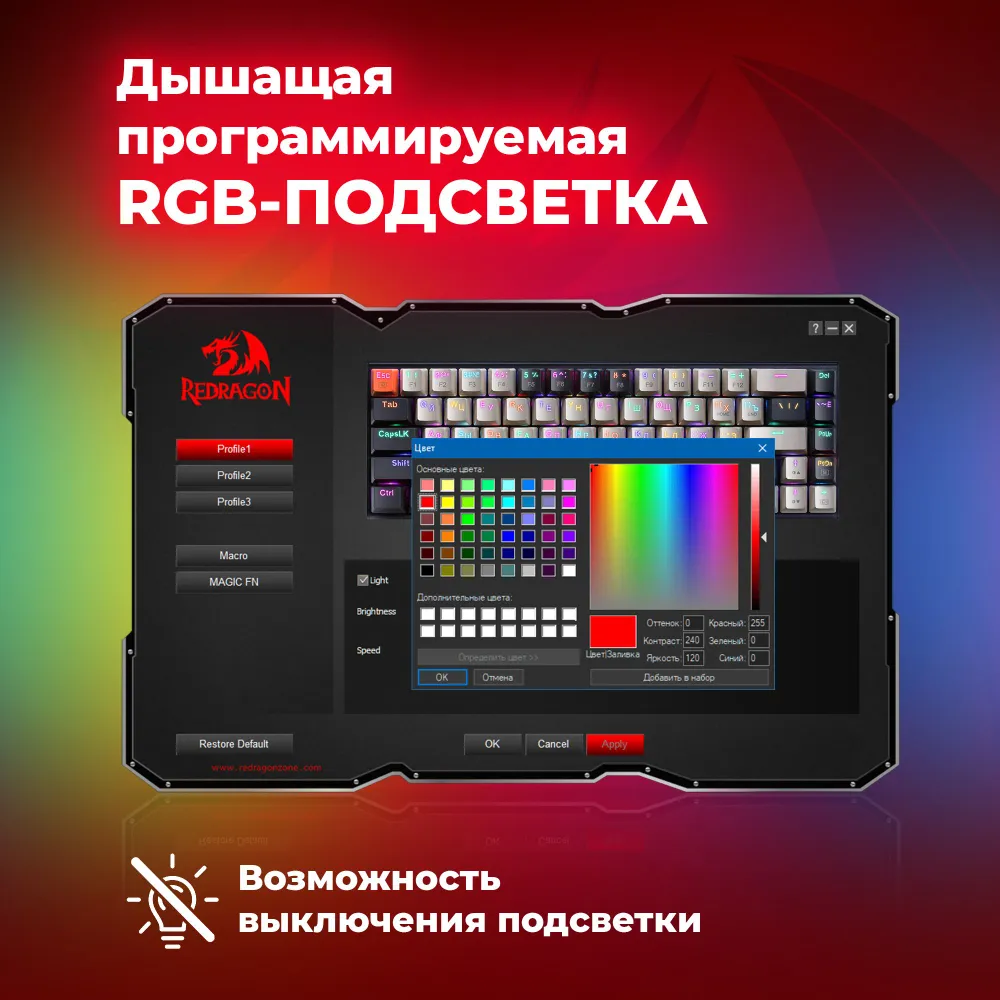 Дышащая
программируемая
RGB-ПОДСВЕТКА
? — X
REDRAGON
Profile1
Profile2
Profile3
Macro
MAGIC FN
Esc
Del
Tab
CapsLK
PgUp
Shift
PgDn
Ctrl
Цвет
Основные цвета:
Дополнительные цвета:
Определить цвет >>
OK
Отмена
Цвет|Заливка
Оттенок: 0
Красный: 255
Контраст: 240
Зеленый: 0
Яркость: 120
Синий: 0
Добавить в набор
Light
Brightness
Speed
Restore Default
OK
Cancel
Apply
www.redragonzone.com
Возможность
выключения подсветки